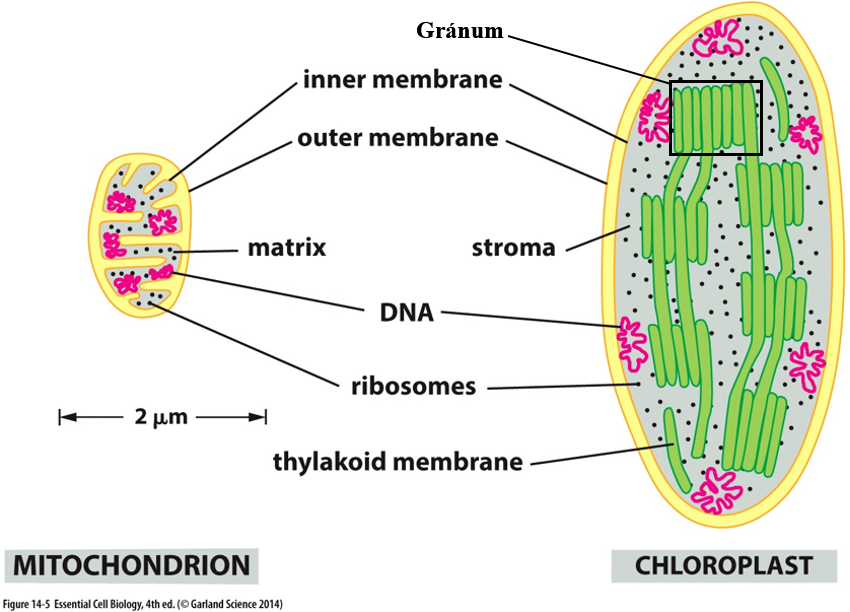 Gránum
inner membrane
outer membrane
matrix
stroma
DNA
ribosomes
2 μm
thylakoid membrane
MITOCHONDRION
CHLOROPLAST
Figure 14-5 Essential Cell Biology, 4th ed. (© Garland Science 2014)